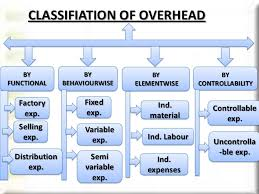 CLASSIFIATION OF OVERHEAD
BY
FUNCTIONAL
BY
BEHAVIOURWISE
BY
ELEMENTWISE
BY
CONTROLLABILITY
Factory
exp.
Selling
exp.
Distribution
exp.
Fixed
exp.
Variable
exp.
Semi
variable
exp.
Ind.
material
Ind. Labour
Ind.
expenses
Controllable
exp.
Uncontrolla
-ble exp.